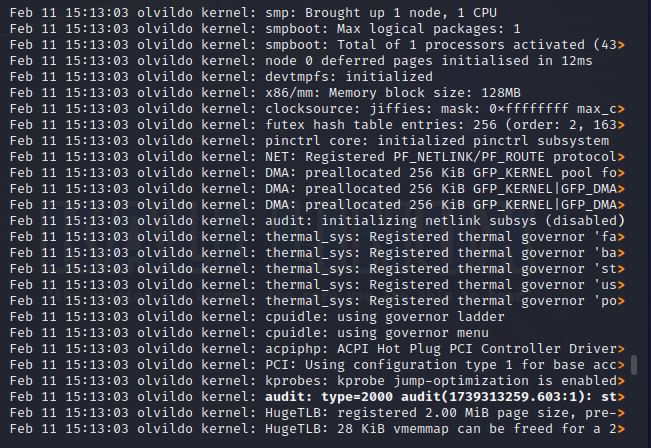 Feb 11 15:13:03 olvildo kernel: smp: Brought up 1 node, 1 CPU
Feb 11 15:13:03 olvildo kernel: smpboot: Max logical packages: 1
Feb 11 15:13:03 olvildo kernel: smpboot: Total of 1 processors activated (43>
Feb 11 15:13:03 olvildo kernel: node 0 deferred pages initialised in 12ms
Feb 11 15:13:03 olvildo kernel: devtmpfs: initialized
Feb 11 15:13:03 olvildo kernel: x86/mm: Memory block size: 128MB
Feb 11 15:13:03 olvildo kernel: clocksource: jiffies: mask: 0×ffffffff max_c>
Feb 11 15:13:03 olvildo kernel: futex hash table entries: 256 (order: 2, 163>
Feb 11 15:13:03 olvildo kernel: pinctrl core: initialized pinctrl subsystem
Feb 11 15:13:03 olvildo kernel: NET: Registered PF_NETLINK/PF_ROUTE protocol>
Feb 11 15:13:03 olvildo kernel: DMA: preallocated 256 KiB GFP_KERNEL pool fo>
Feb 11 15:13:03 olvildo kernel: DMA: preallocated 256 KiB GFP_KERNEL|GFP_DMA>
Feb 11 15:13:03 olvildo kernel: DMA: preallocated 256 KiB GFP_KERNEL|GFP_DMA>
Feb 11 15:13:03 olvildo kernel: audit: initializing netlink subsys (disabled)
Feb 11 15:13:03 olvildo kernel: thermal_sys: Registered thermal governor 'fa>
Feb 11 15:13:03 olvildo kernel: thermal_sys: Registered thermal governor 'ba>
Feb 11 15:13:03 olvildo kernel: thermal_sys: Registered thermal governor 'st>
Feb 11 15:13:03 olvildo kernel: thermal_sys: Registered thermal governor 'us>
Feb 11 15:13:03 olvildo kernel: thermal_sys: Registered thermal governor 'po>
Feb 11 15:13:03 olvildo kernel: cpuidle: using governor ladder
Feb 11 15:13:03 olvildo kernel: cpuidle: using governor menu
Feb 11 15:13:03 olvildo kernel: acpiphp: ACPI Hot Plug PCI Controller Driver>
Feb 11 15:13:03 olvildo kernel: PCI: Using configuration type 1 for base acc>
Feb 11 15:13:03 olvildo kernel: kprobes: kprobe jump-optimization is enabled>
Feb 11 15:13:03 olvildo kernel: audit: type=2000 audit(1739313259.603:1): st>
Feb 11 15:13:03 olvildo kernel: HugeTLB: registered 2.00 MiB page size, pre->
Feb 11 15:13:03 olvildo kernel: HugeTLB: 28 KiB vmemmap can be freed for a 2>